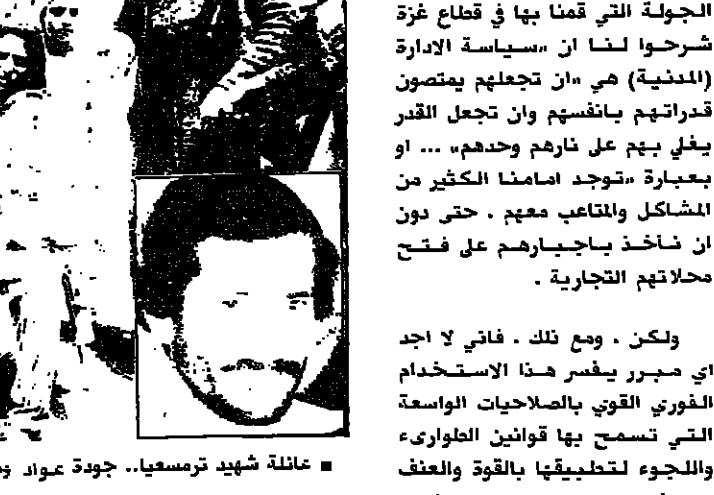 الجولة التي قمنا بها في قطاع غزة
شرحوا لنا ان «سياسة الادارة
(المدنية) هي «ان تجعلهم يمتصون
قدراتهم بانفسهم وان تجعل القدر
يغلي بهم على نارهم وحدهم» ... او
بعبارة «توجد امامنا الكثير من
المشاكل والمتاعب معهم . حتى دون
ان نأخذ باجبارهم على فتح
محلاتهم التجارية .
ولكن . ومع ذلك . فاني لا اجد
اي مبرر يفسر هذا الاستخدام
الفوري القوي بالصلاحيات الواسعة
التي تسمح بها قوانين الطوارىء
واللجوء لتطبيقها بالقوة والعنف
■ عائلة شهيد ترمسعيا.. جودة عواد